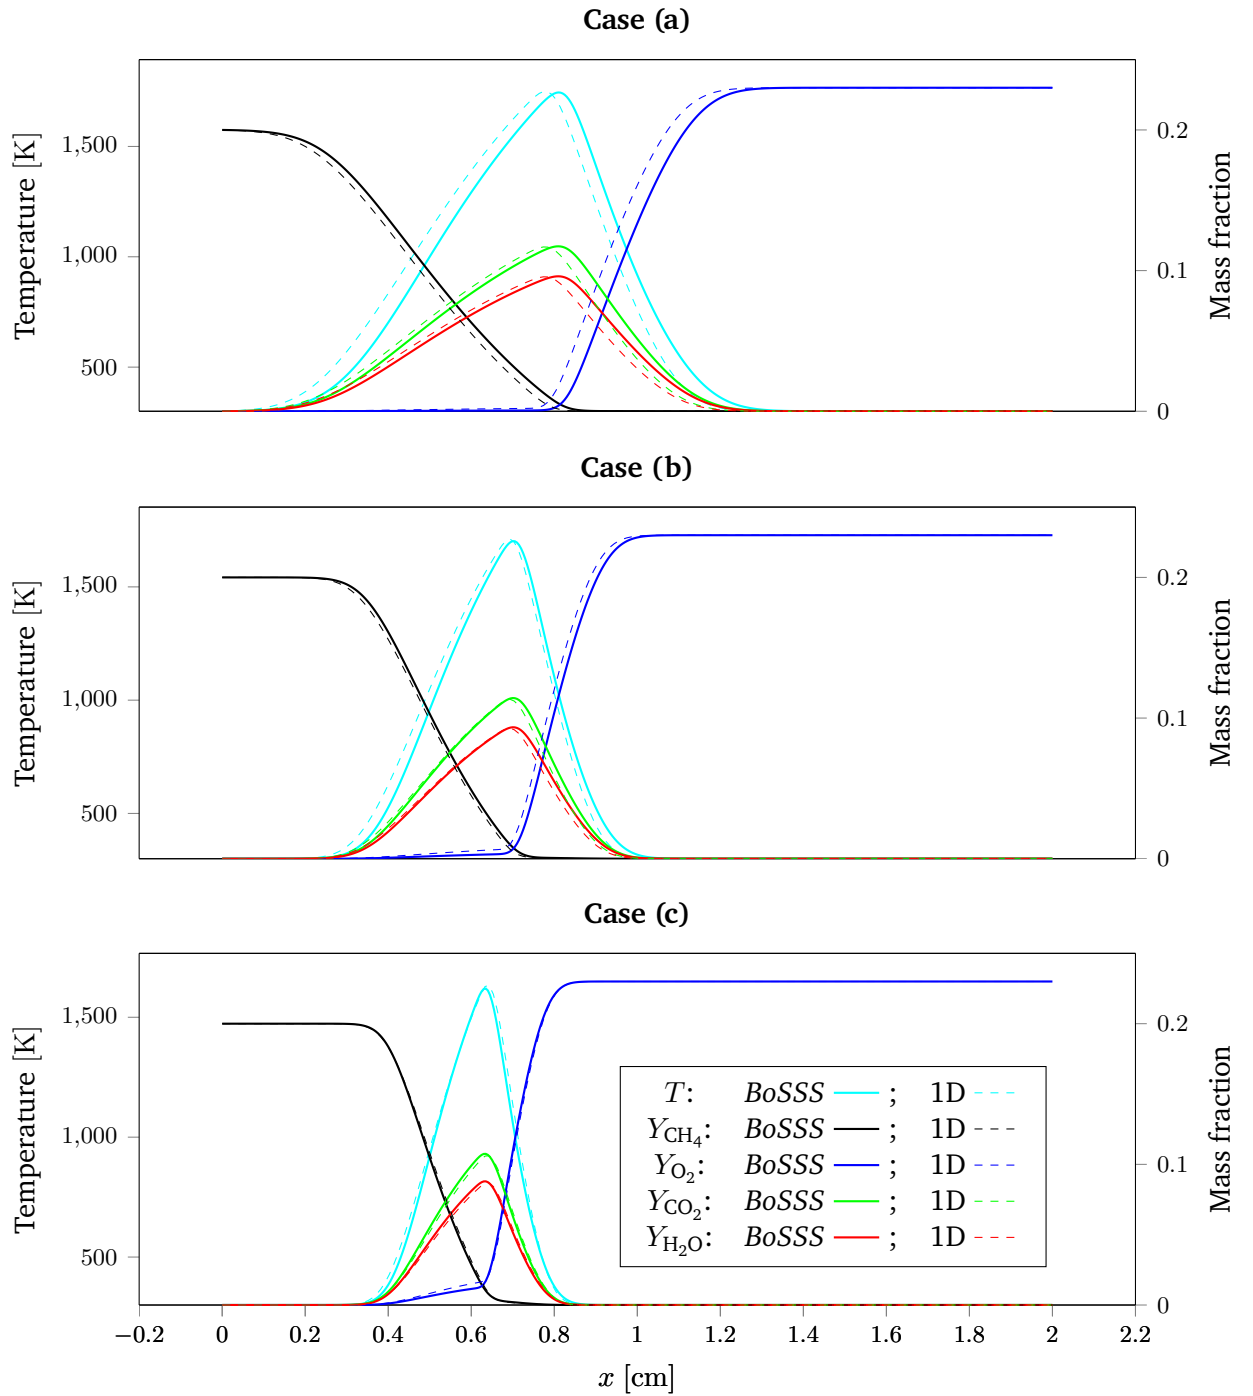 Case (a)
Temperature [K]
1,500
1,000
500
0.2
0.1
0
Mass fraction
Case (b)
Temperature [K]
1,500
1,000
500
0.2
0.1
0
Mass fraction
Case (c)
Temperature [K]
1,500
1,000
500
0.2
0.1
0
Mass fraction
T: BoSSS ; 1D
Y_CH₄: BoSSS ; 1D
Y_O₂: BoSSS ; 1D
Y_CO₂: BoSSS ; 1D
Y_H₂O: BoSSS ; 1D
−0.2 0 0.2 0.4 0.6 0.8 1 1.2 1.4 1.6 1.8 2 2.2
x [cm]